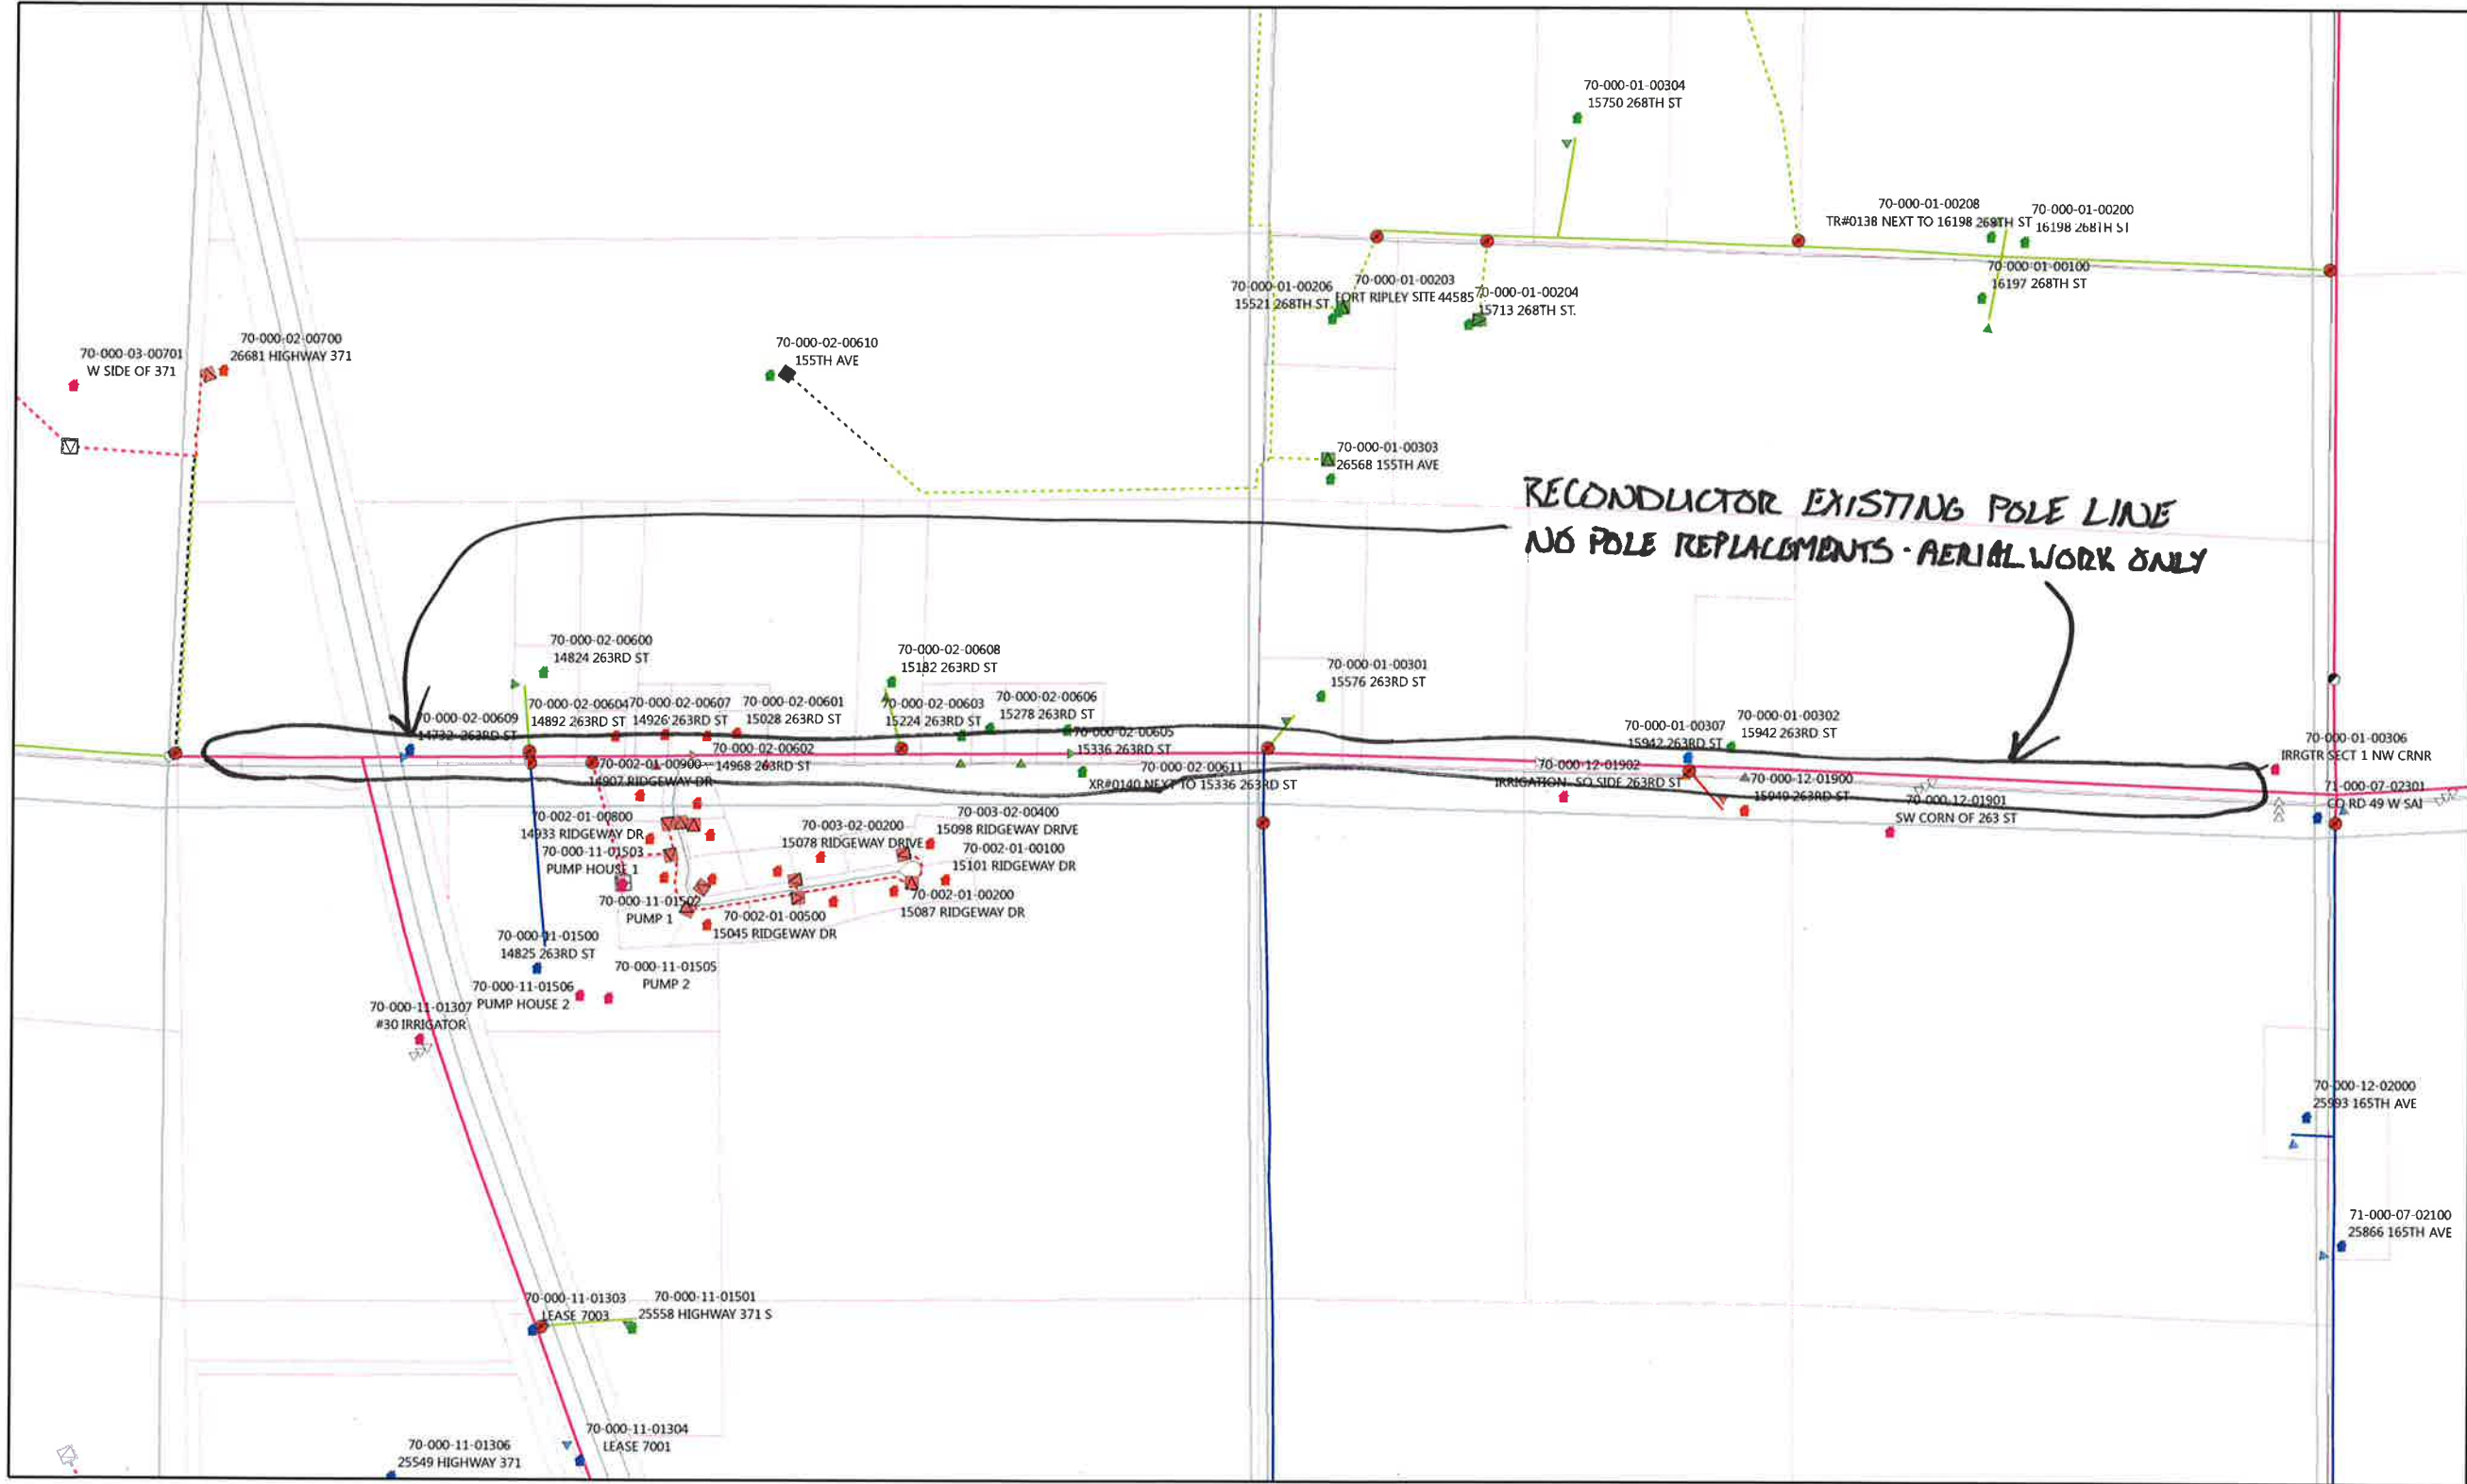 70-000-01-00304
15750 268TH ST
70-000-01-00208
TR#0138 NEXT TO 16198 268TH ST
70-000-01-00200
16198 268TH ST
70-000-01-00100
16197 268TH ST
70-000-01-00206
15521 268TH ST.
70-000-01-00203
FORT RIPLEY SITE 44585
70-000-01-00204
15713 268TH ST.
70-000-03-00701
W SIDE OF 371
70-000-02-00700
26681 HIGHWAY 371
70-000-02-00610
155TH AVE
70-000-01-00303
26568 155TH AVE
RECONDUCTOR EXISTING POLE LINE
NO POLE REPLACEMENTS - AERIAL WORK ONLY
70-000-02-00600
14824 263RD ST
70-000-02-00608
15182 263RD ST
70-000-01-00301
15576 263RD ST
70-000-02-00609
14732 263RD ST
70-000-02-00604
14892 263RD ST
70-000-02-00607
14926 263RD ST
70-000-02-00601
15028 263RD ST
70-000-02-00603
15224 263RD ST
70-000-02-00606
15278 263RD ST
70-000-02-00605
15336 263RD ST
70-000-02-00602
14968 263RD ST
70-002-01-00900
14907 RIDGEWAY DR
70-000-02-00611
XR#0140 NEXT TO 15336 263RD ST
70-000-01-00307
15942 263RD ST
70-000-01-00302
15942 263RD ST
70-000-12-01902
IRRIGATION SO SIDE 263RD ST
70-000-12-01900
15949 263RD ST
70-000-12-01901
SW CORN OF 263 ST
70-000-01-00306
IRRGTR SECT 1 NW CRNR
71-000-07-02301
CO RD 49 W SAI
70-002-01-00800
14933 RIDGEWAY DR
70-000-11-01503
PUMP HOUSE 1
70-003-02-00200
15078 RIDGEWAY DRIVE
70-003-02-00400
15098 RIDGEWAY DRIVE
70-002-01-00100
15101 RIDGEWAY DR
70-002-01-00200
15087 RIDGEWAY DR
70-000-11-01502
PUMP 1
70-002-01-00500
15045 RIDGEWAY DR
70-000-11-01500
14825 263RD ST
70-000-11-01505
PUMP 2
70-000-11-01506
PUMP HOUSE 2
70-000-11-01307
#30 IRRIGATOR
70-000-12-02000
25993 165TH AVE
71-000-07-02100
25866 165TH AVE
70-000-11-01303
LEASE 7003
70-000-11-01501
25558 HIGHWAY 371 S
70-000-11-01304
LEASE 7001
70-000-11-01306
25549 HIGHWAY 371